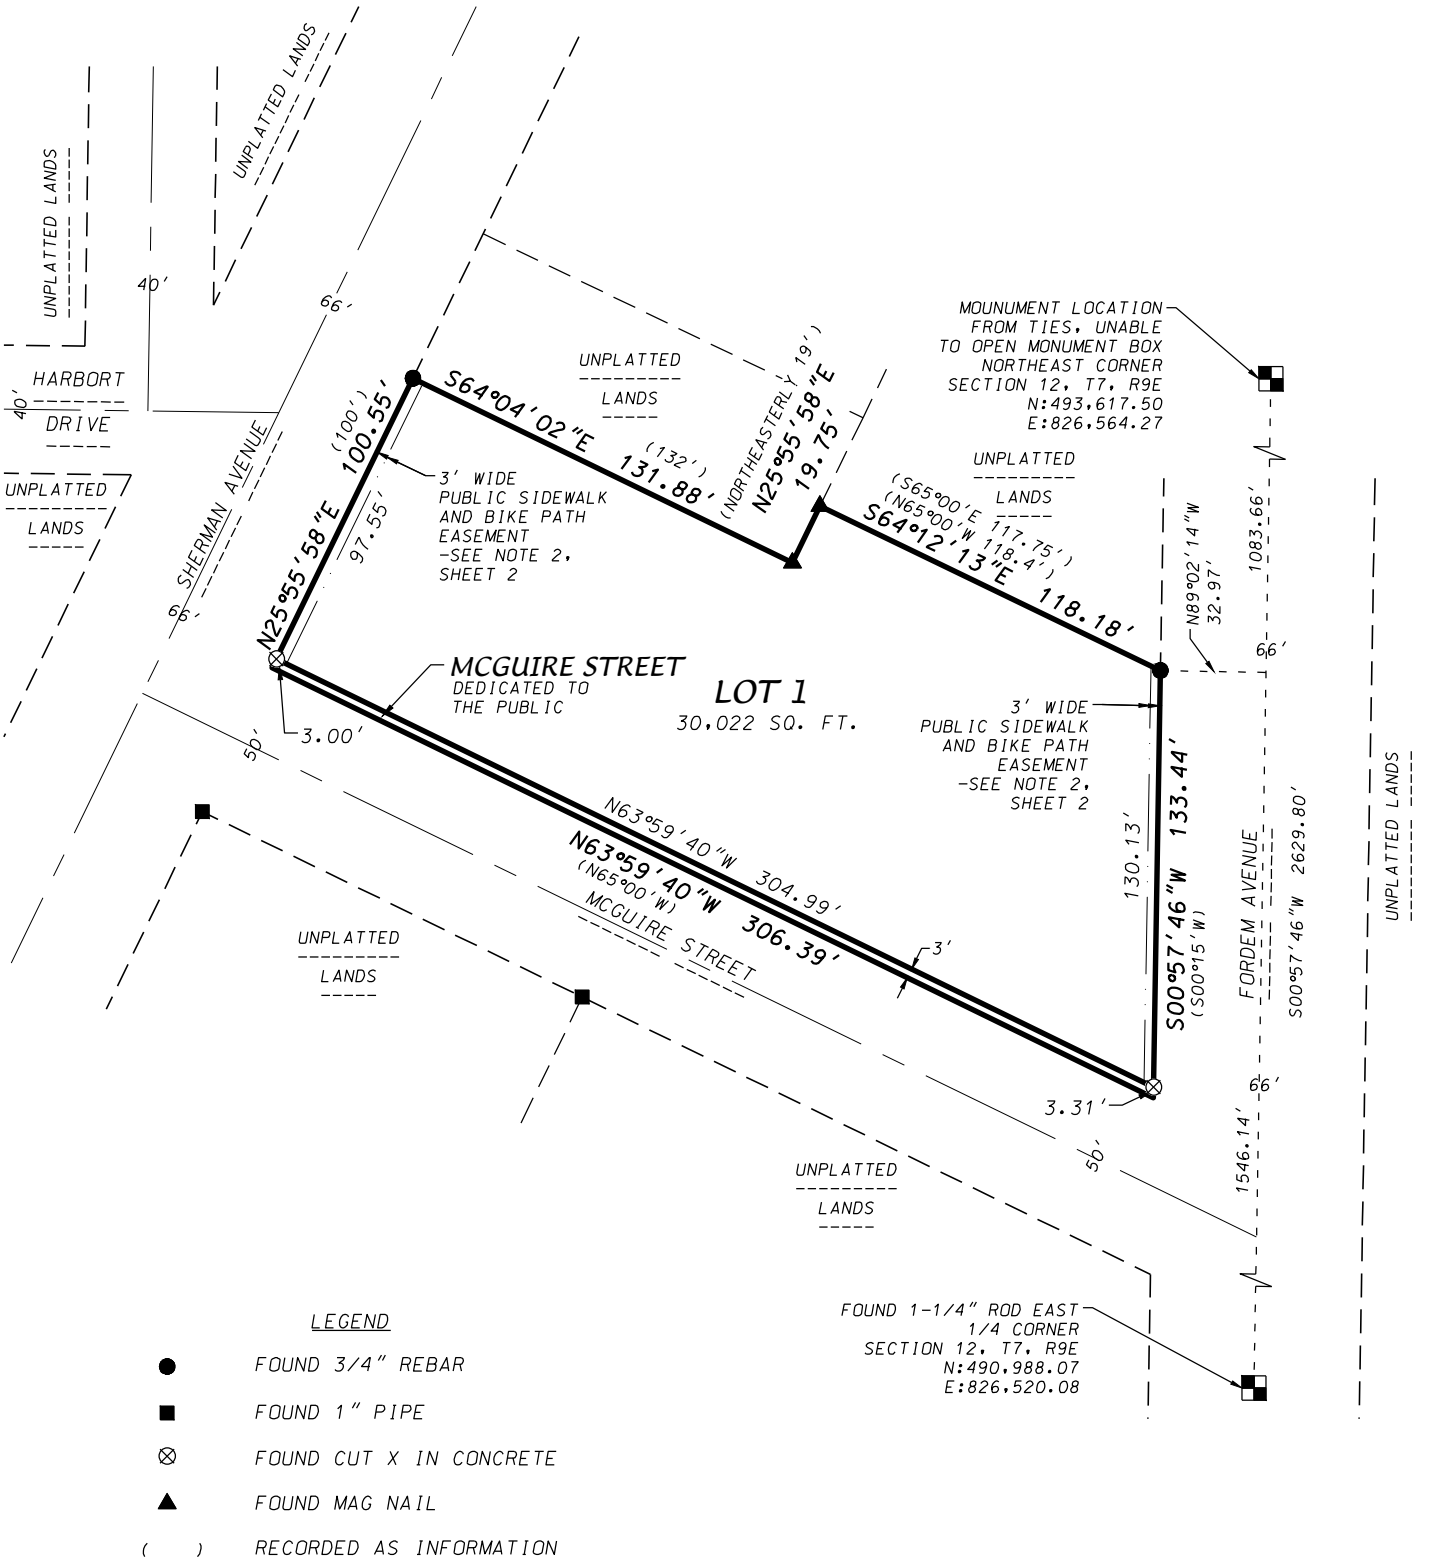 UNPLATTED LANDS
UNPLATTED LANDS
40'
66'
HARBORT
DRIVE
40'
UNPLATTED
LANDS
SHERMAN AVENUE
66'
N25°55'58"E 100.55'
(100')
97.55'
3' WIDE
PUBLIC SIDEWALK
AND BIKE PATH
EASEMENT
-SEE NOTE 2,
SHEET 2
S64°04'02"E 131.88'
(132')
UNPLATTED
LANDS
(NORTHEASTERLY 19')
N25°55'58"E
19.75'
MOUNUMENT LOCATION
FROM TIES, UNABLE
TO OPEN MONUMENT BOX
NORTHEAST CORNER
SECTION 12, T7, R9E
N:493,617.50
E:826,564.27
UNPLATTED
LANDS
(S65°00'E 117.75')
(N65°00'W 118.4')
S64°12'13"E 118.18'
N89°02'14"W
32.97'
1083.66'
66'
MCGUIRE STREET
DEDICATED TO
THE PUBLIC
LOT 1
30,022 SQ. FT.
3.00'
50'
3' WIDE
PUBLIC SIDEWALK
AND BIKE PATH
EASEMENT
-SEE NOTE 2,
SHEET 2
130.13'
S00°57'46"W 133.44'
(S00°15'W)
FORDEM AVENUE
S00°57'46"W 2629.80'
UNPLATTED LANDS
N63°59'40"W 304.99'
N63°59'40"W 306.39'
(N65°00'W)
MCGUIRE STREET
3'
UNPLATTED
LANDS
3.31'
66'
1546.14'
50'
UNPLATTED
LANDS
FOUND 1-1/4" ROD EAST
1/4 CORNER
SECTION 12, T7, R9E
N:490,988.07
E:826,520.08
LEGEND
FOUND 3/4" REBAR
FOUND 1" PIPE
FOUND CUT X IN CONCRETE
FOUND MAG NAIL
( ) RECORDED AS INFORMATION